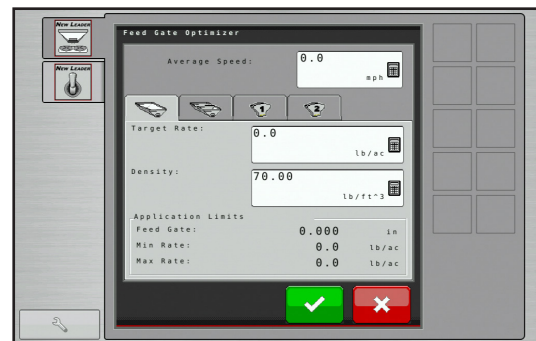 NEW LEADER
NEW LEADER
Feed Gate Optimizer
Average Speed:
0.0
mph
1
2
Target Rate:
0.0
lb/ac
Density:
70.00
lb/ft^3
Application Limits
Feed Gate: 0.000 in
Min Rate: 0.0 lb/ac
Max Rate: 0.0 lb/ac